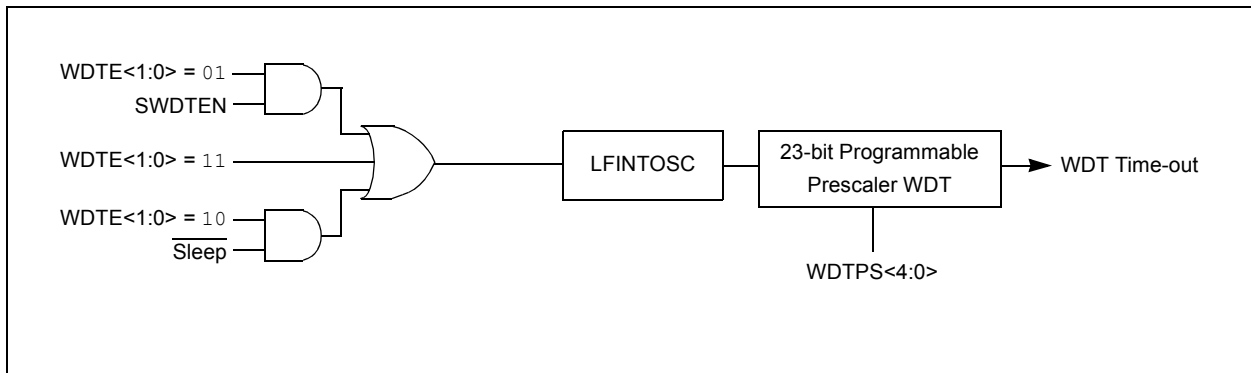 WDTE<1:0> = 01
SWDTEN
WDTE<1:0> = 11
WDTE<1:0> = 10
Sleep
LFINTOSC
23-bit Programmable
Prescaler WDT
WDT Time-out
WDTPS<4:0>